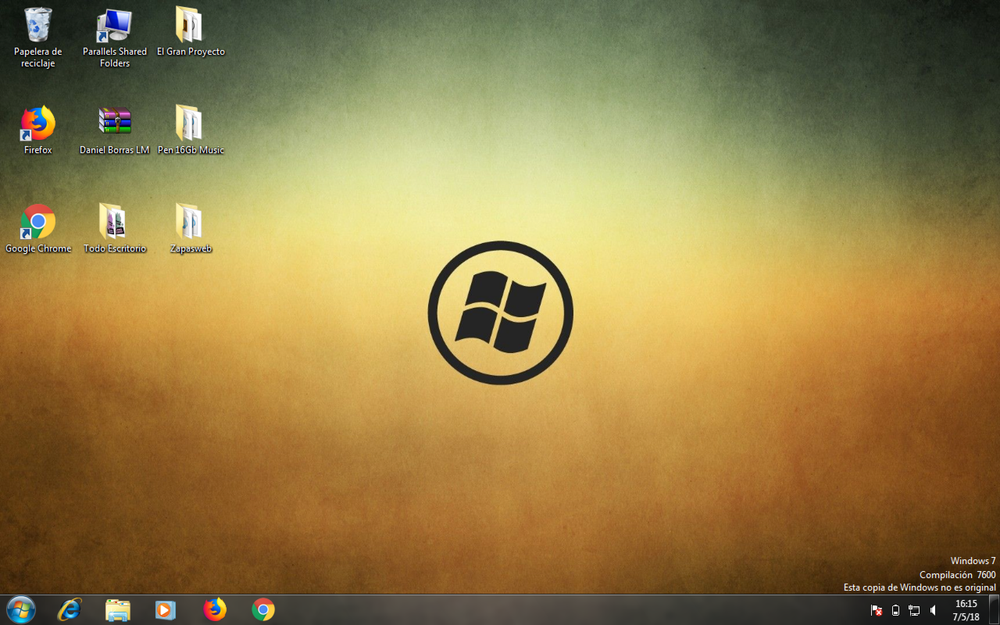 Papelera de
reciclaje
Parallels Shared
Folders
El Gran Proyecto
Firefox
Daniel Borras LM
Pen 16Gb Music
Google Chrome
Todo Escritorio
Zapasweb
Windows 7
Compilación 7600
Esta copia de Windows no es original
16:15
7/5/18